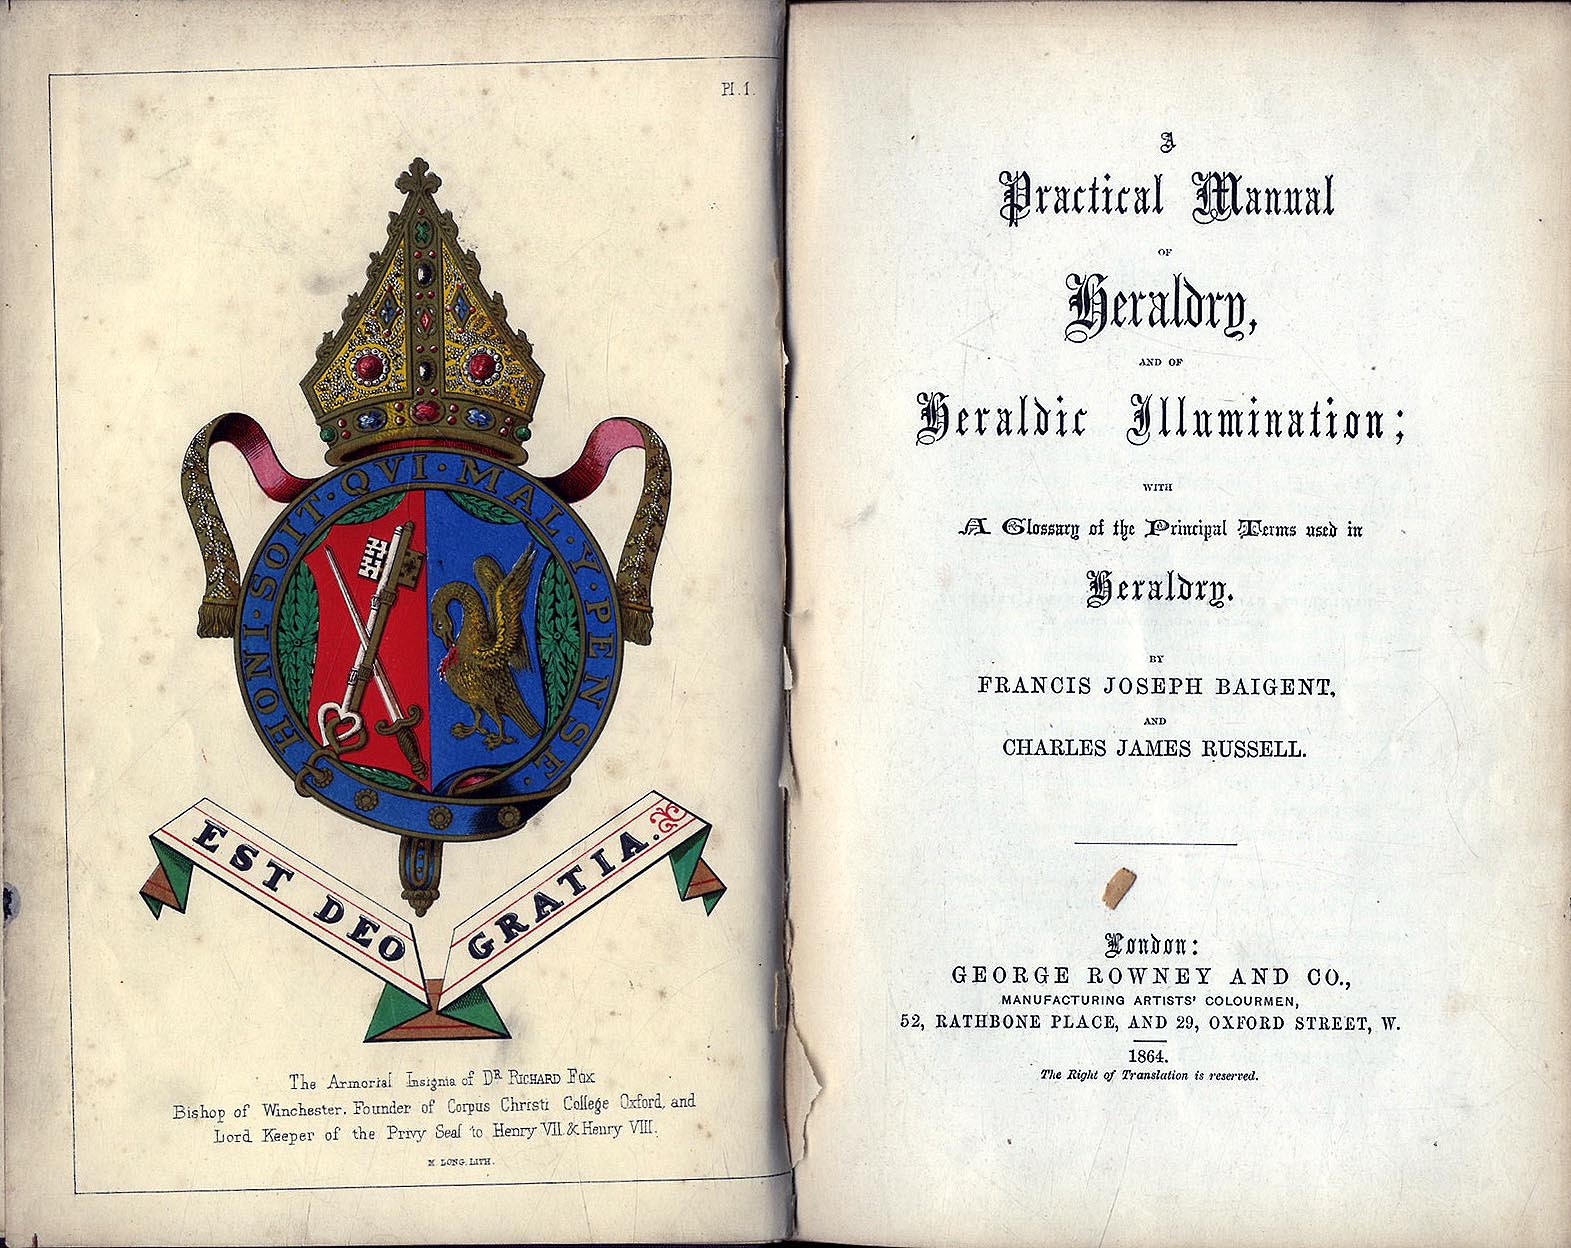 Pl. 1.
HONI · SOIT · QVI · MAL · Y · PENSE ·
EST DEO GRATIA.
The Armorial Insignia of DR RICHARD FOX
Bishop of Winchester, Founder of Corpus Christi College Oxford, and
Lord Keeper of the Privy Seal to Henry VII & Henry VIII.
M LONG. LITH.
A
Practical Manual
OF
Heraldry,
AND OF
Heraldic Illumination;
WITH
A Glossary of the Principal Terms used in
Heraldry.
BY
FRANCIS JOSEPH BAIGENT,
AND
CHARLES JAMES RUSSELL.
London:
GEORGE ROWNEY AND CO.,
MANUFACTURING ARTISTS' COLOURMEN,
52, RATHBONE PLACE, AND 29, OXFORD STREET, W.
1864.
The Right of Translation is reserved.